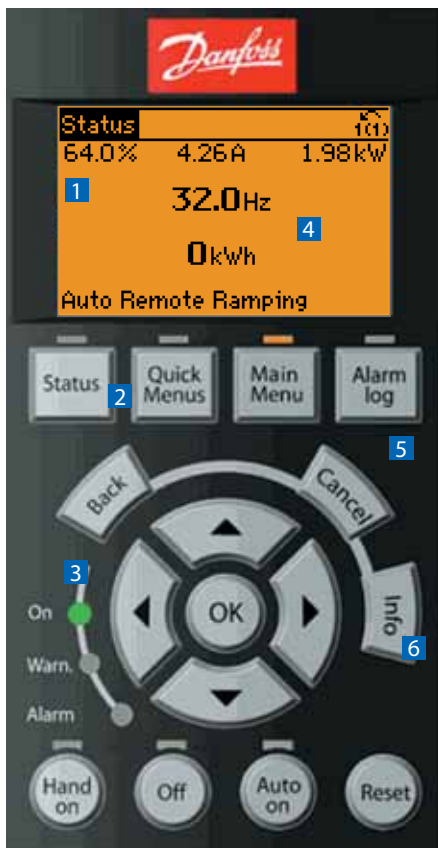 Danfoss
Status 1(1)
64.0% 4.26A 1.98kW
1
32.0Hz
4
0kWh
Auto Remote Ramping
Status Quick Menus Main Menu Alarm log
2
5
Back Cancel
3
On OK Info
6
Warn.
Alarm
Hand on Off Auto on Reset